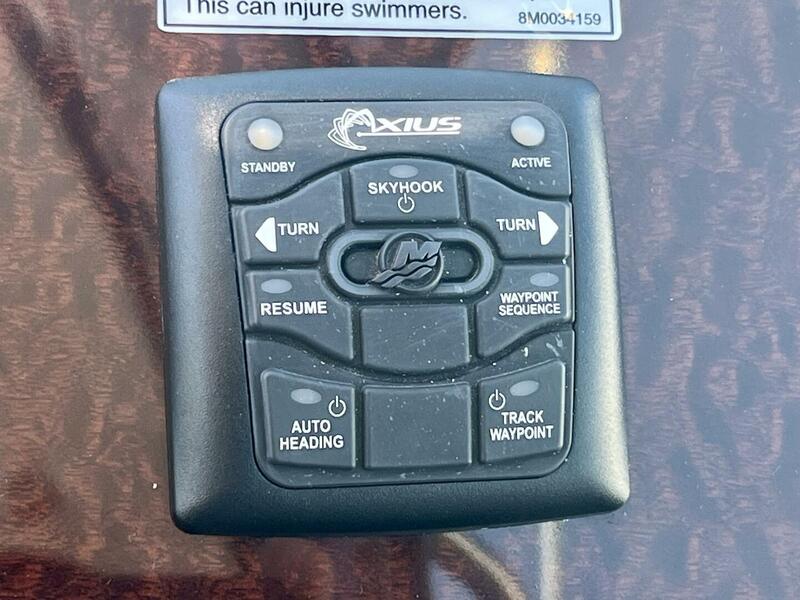 This can injure swimmers.
8M0034159
AXIUS
STANDBY
ACTIVE
SKYHOOK
TURN
TURN
RESUME
WAYPOINT
SEQUENCE
AUTO
HEADING
TRACK
WAYPOINT